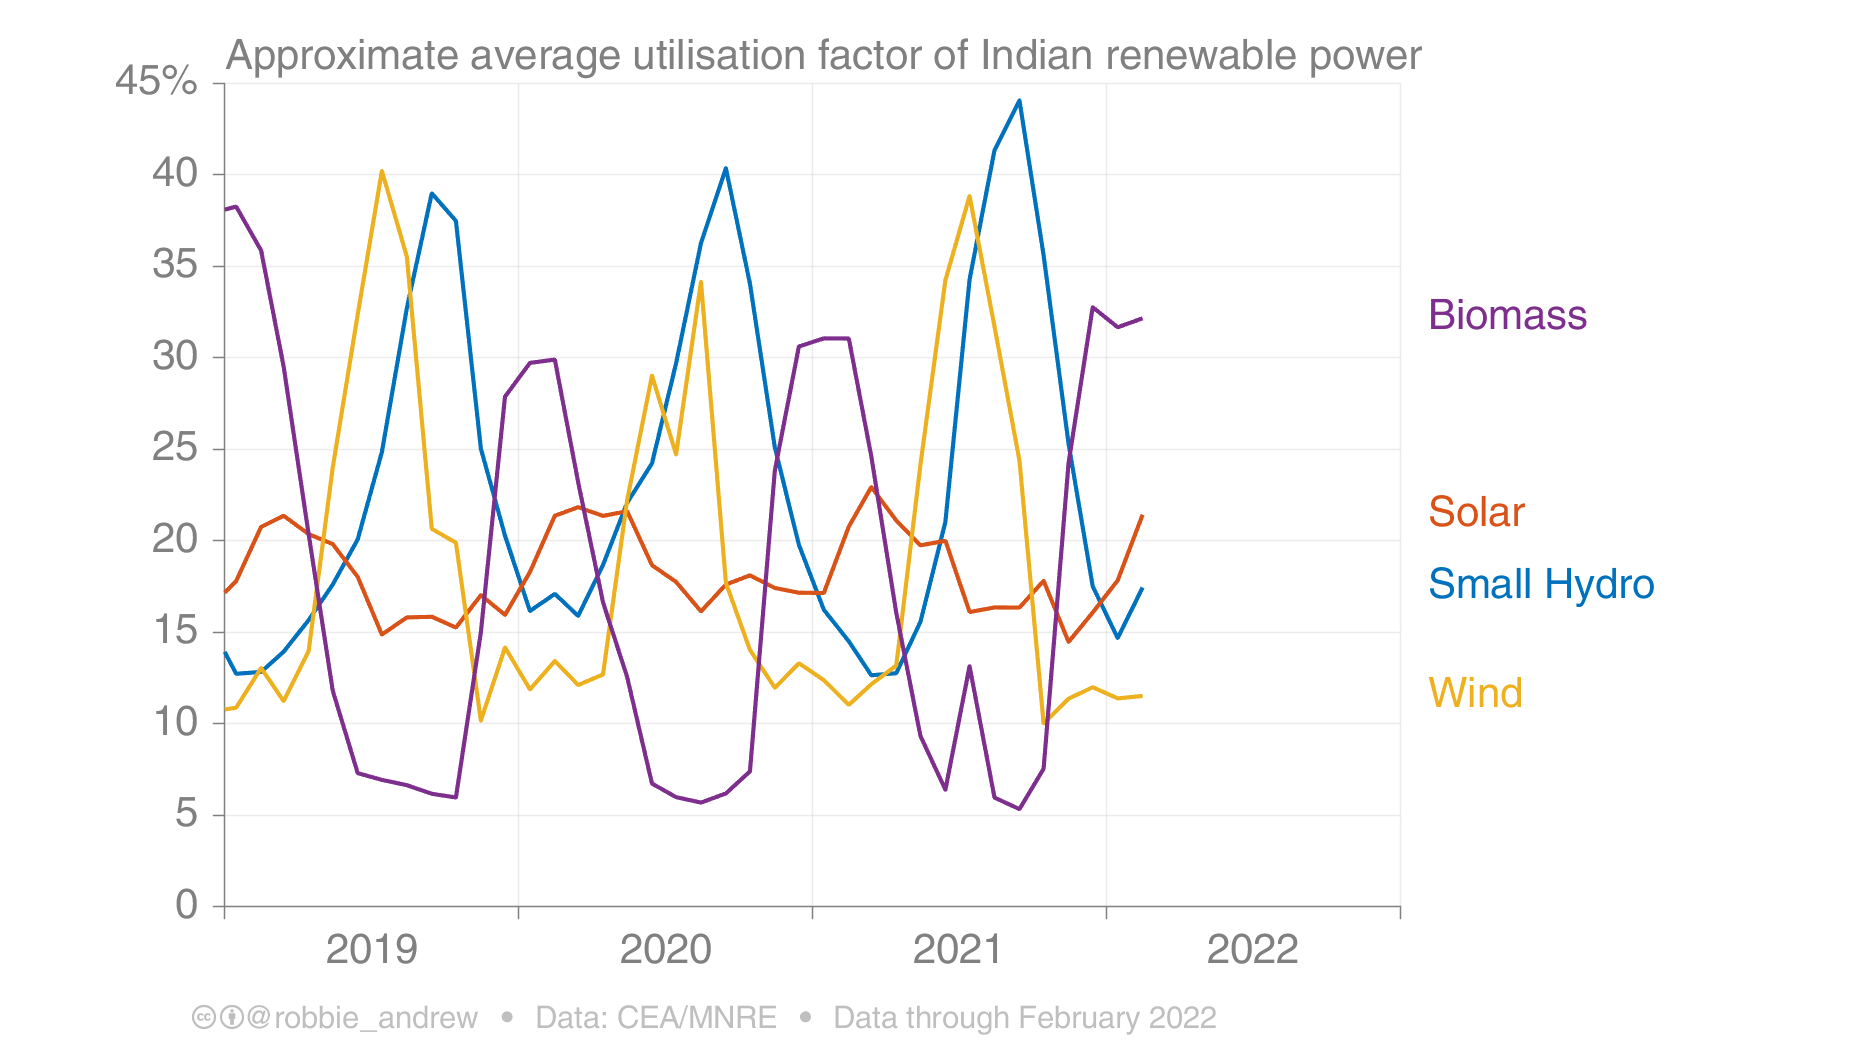 Approximate average utilisation factor of Indian renewable power
45%
40
35
30
25
20
15
10
5
0
Biomass
Solar
Small Hydro
Wind
2019 2020 2021 2022
@robbie_andrew • Data: CEA/MNRE • Data through February 2022